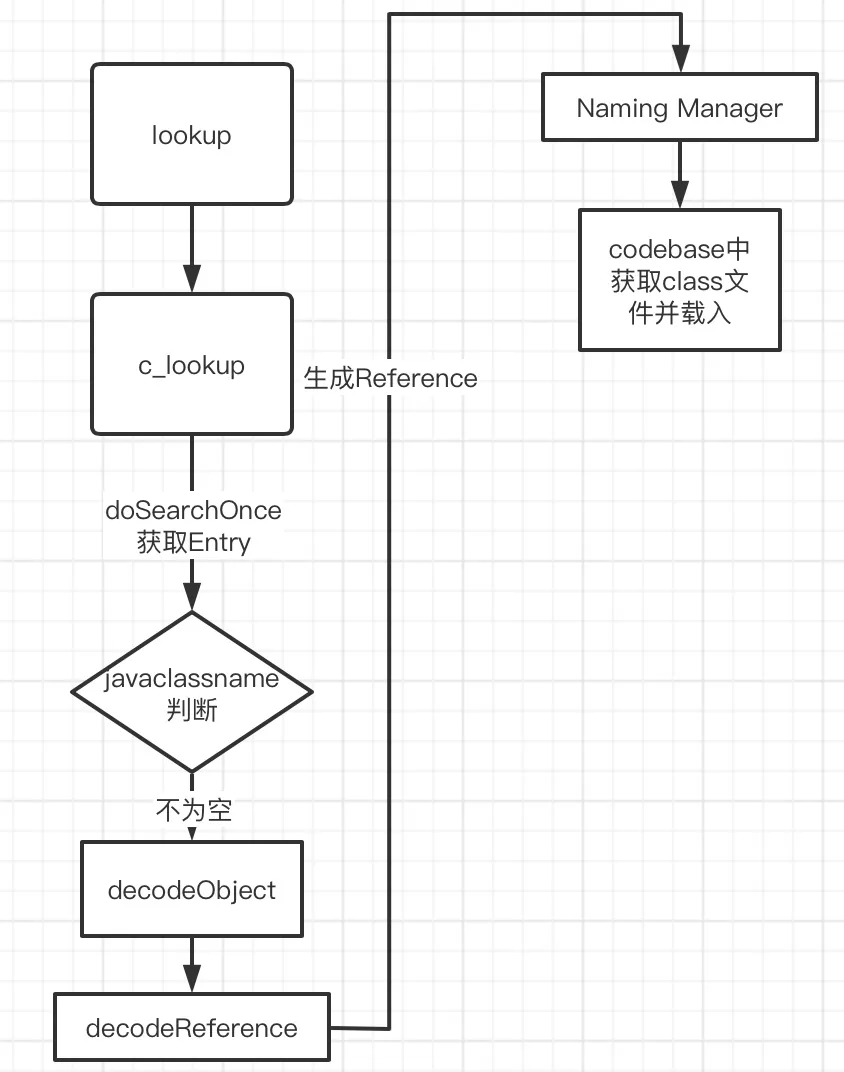 lookup
c_lookup
doSearchOnce
获取Entry
javaclassname
判断
不为空
decodeObject
decodeReference
生成Reference
Naming Manager
codebase中
获取class文
件并载入